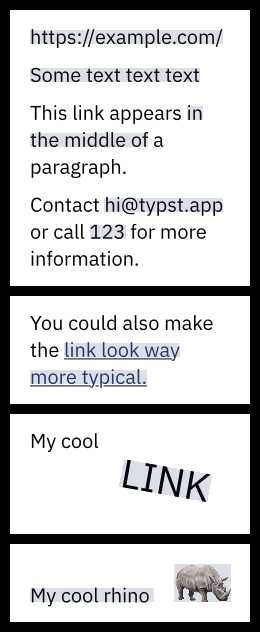 https://example.com/
Some text text text
This link appears in
the middle of a
paragraph.
Contact hi@typst.app
or call 123 for more
information.
You could also make
the link look way
more typical.
My cool
LINK
My cool rhino